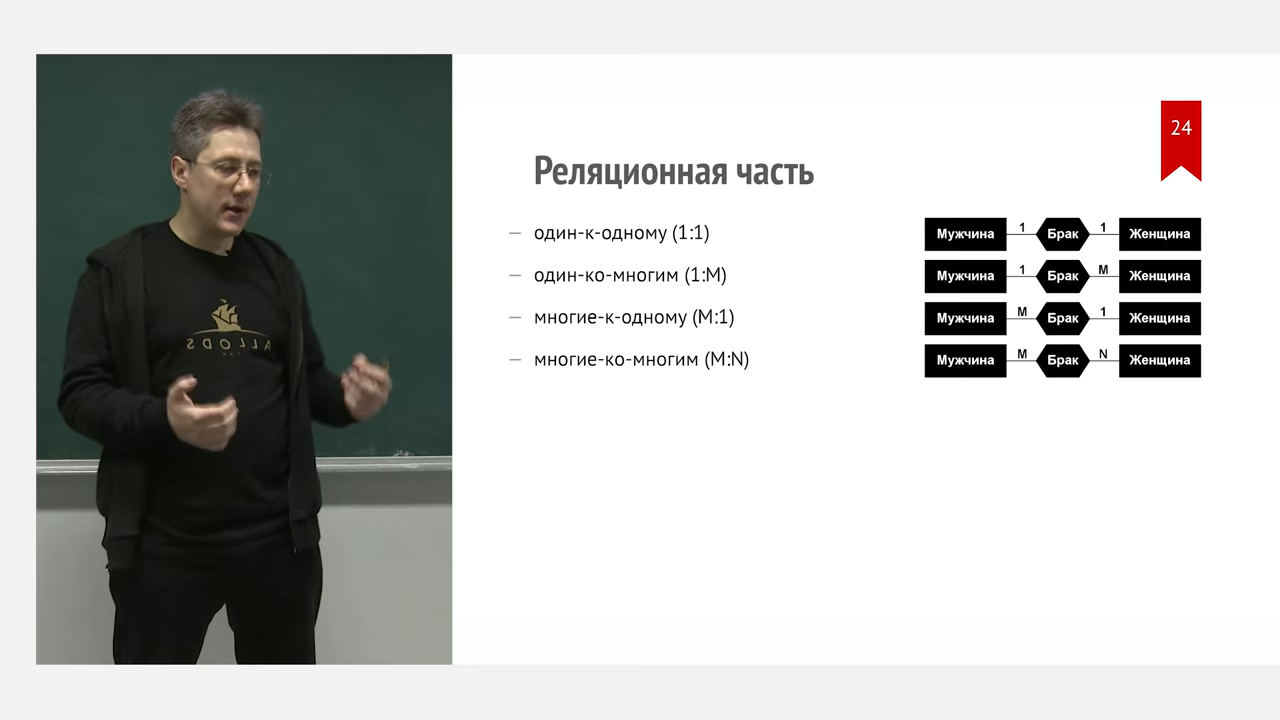 24
Реляционная часть
– один-к-одному (1:1)
– один-ко-многим (1:M)
– многие-к-одному (M:1)
– многие-ко-многим (M:N)
Мужчина 1 Брак 1 Женщина
Мужчина 1 Брак M Женщина
Мужчина M Брак 1 Женщина
Мужчина M Брак N Женщина
ALLODS